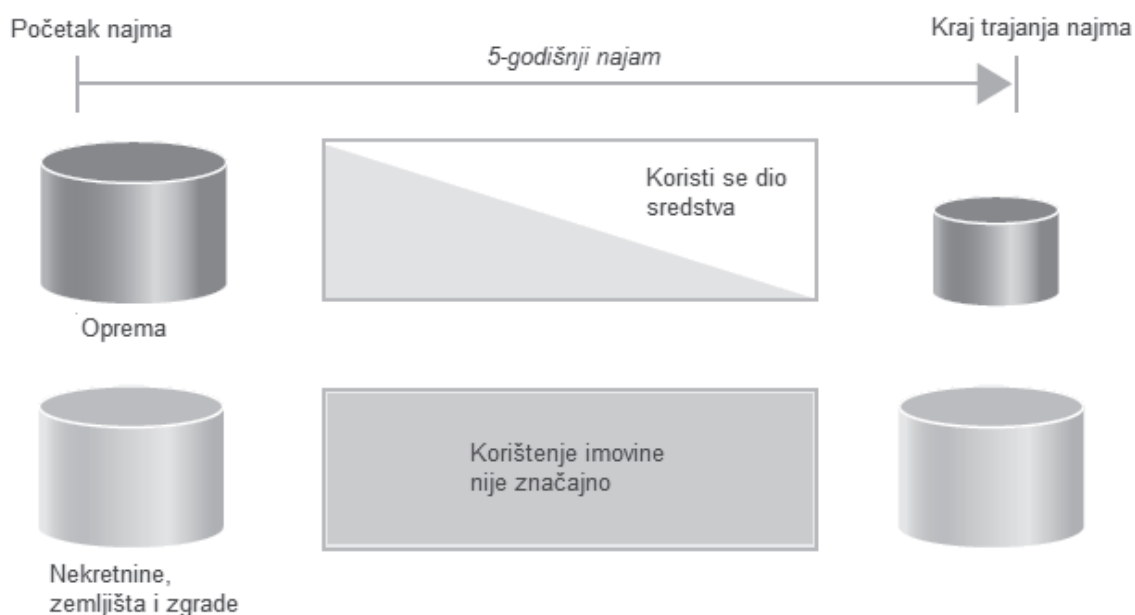 Početak najma
Kraj trajanja najma
5-godišnji najam
Koristi se dio
sredstva
Oprema
Korištenje imovine
nije značajno
Nekretnine,
zemljišta i zgrade